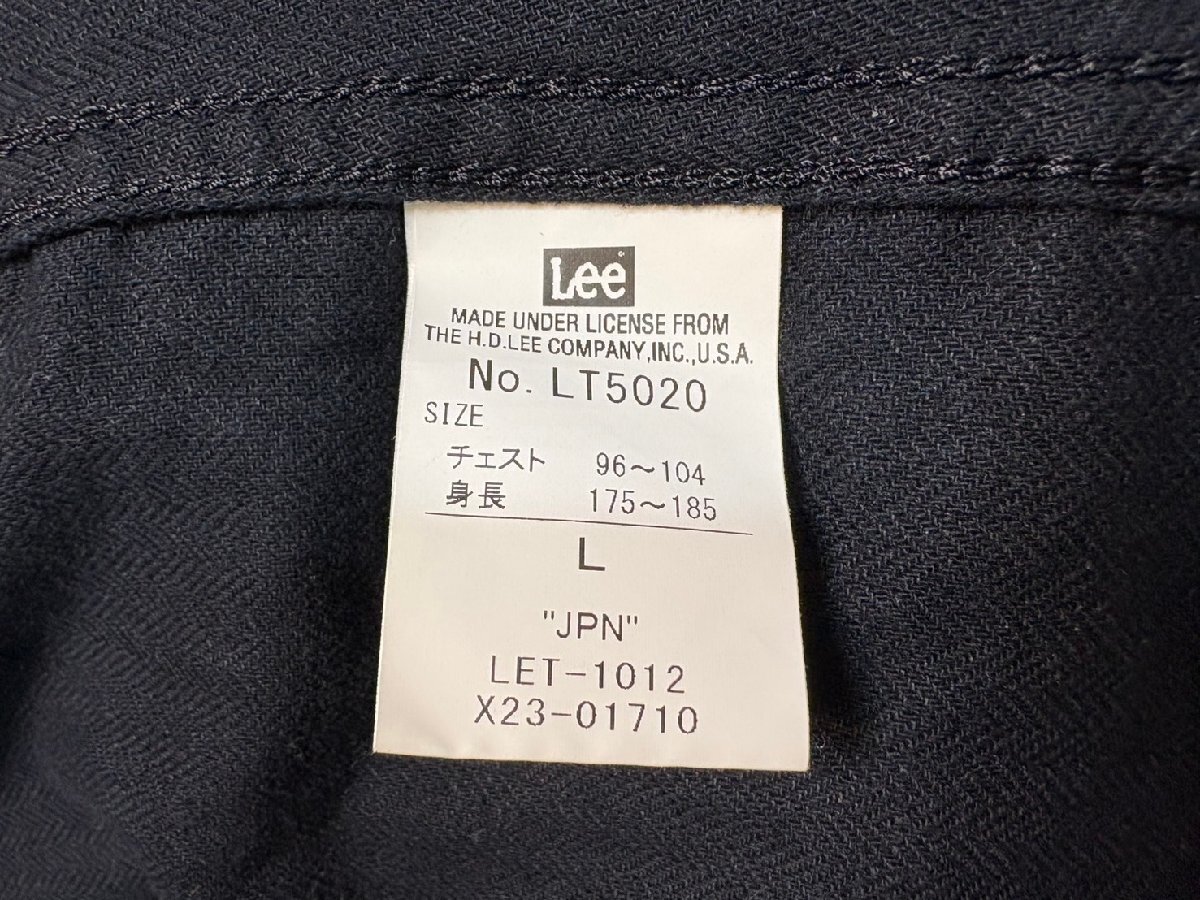 Lee
MADE UNDER LICENSE FROM
THE H.D.LEE COMPANY,INC.,U.S.A.
No. LT5020
SIZE
チェスト 96〜104
身長 175〜185
L
"JPN"
LET-1012
X23-01710